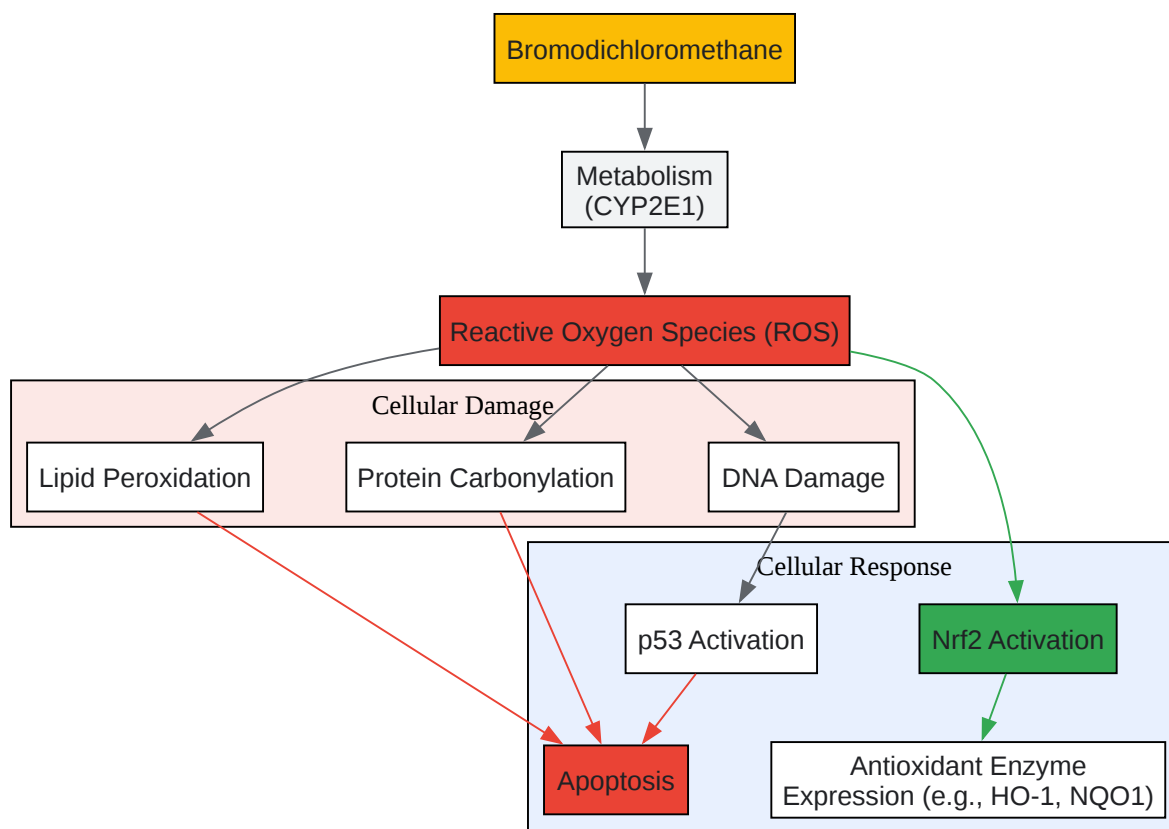 Bromodichloromethane
Metabolism
(CYP2E1)
Reactive Oxygen Species (ROS)
Cellular Damage
Lipid Peroxidation
Protein Carbonylation
DNA Damage
Cellular Response
p53 Activation
Nrf2 Activation
Apoptosis
Antioxidant Enzyme
Expression (e.g., HO-1, NQO1)